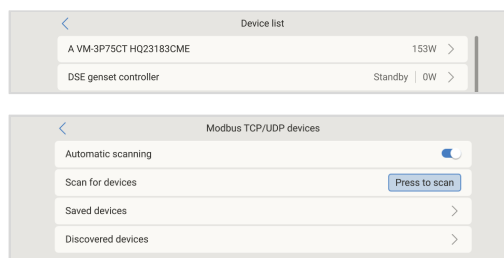 Device list
A VM-3P75CT HQ23183CME 153W
DSE genset controller Standby 0W
Modbus TCP/UDP devices
Automatic scanning
Scan for devices Press to scan
Saved devices
Discovered devices